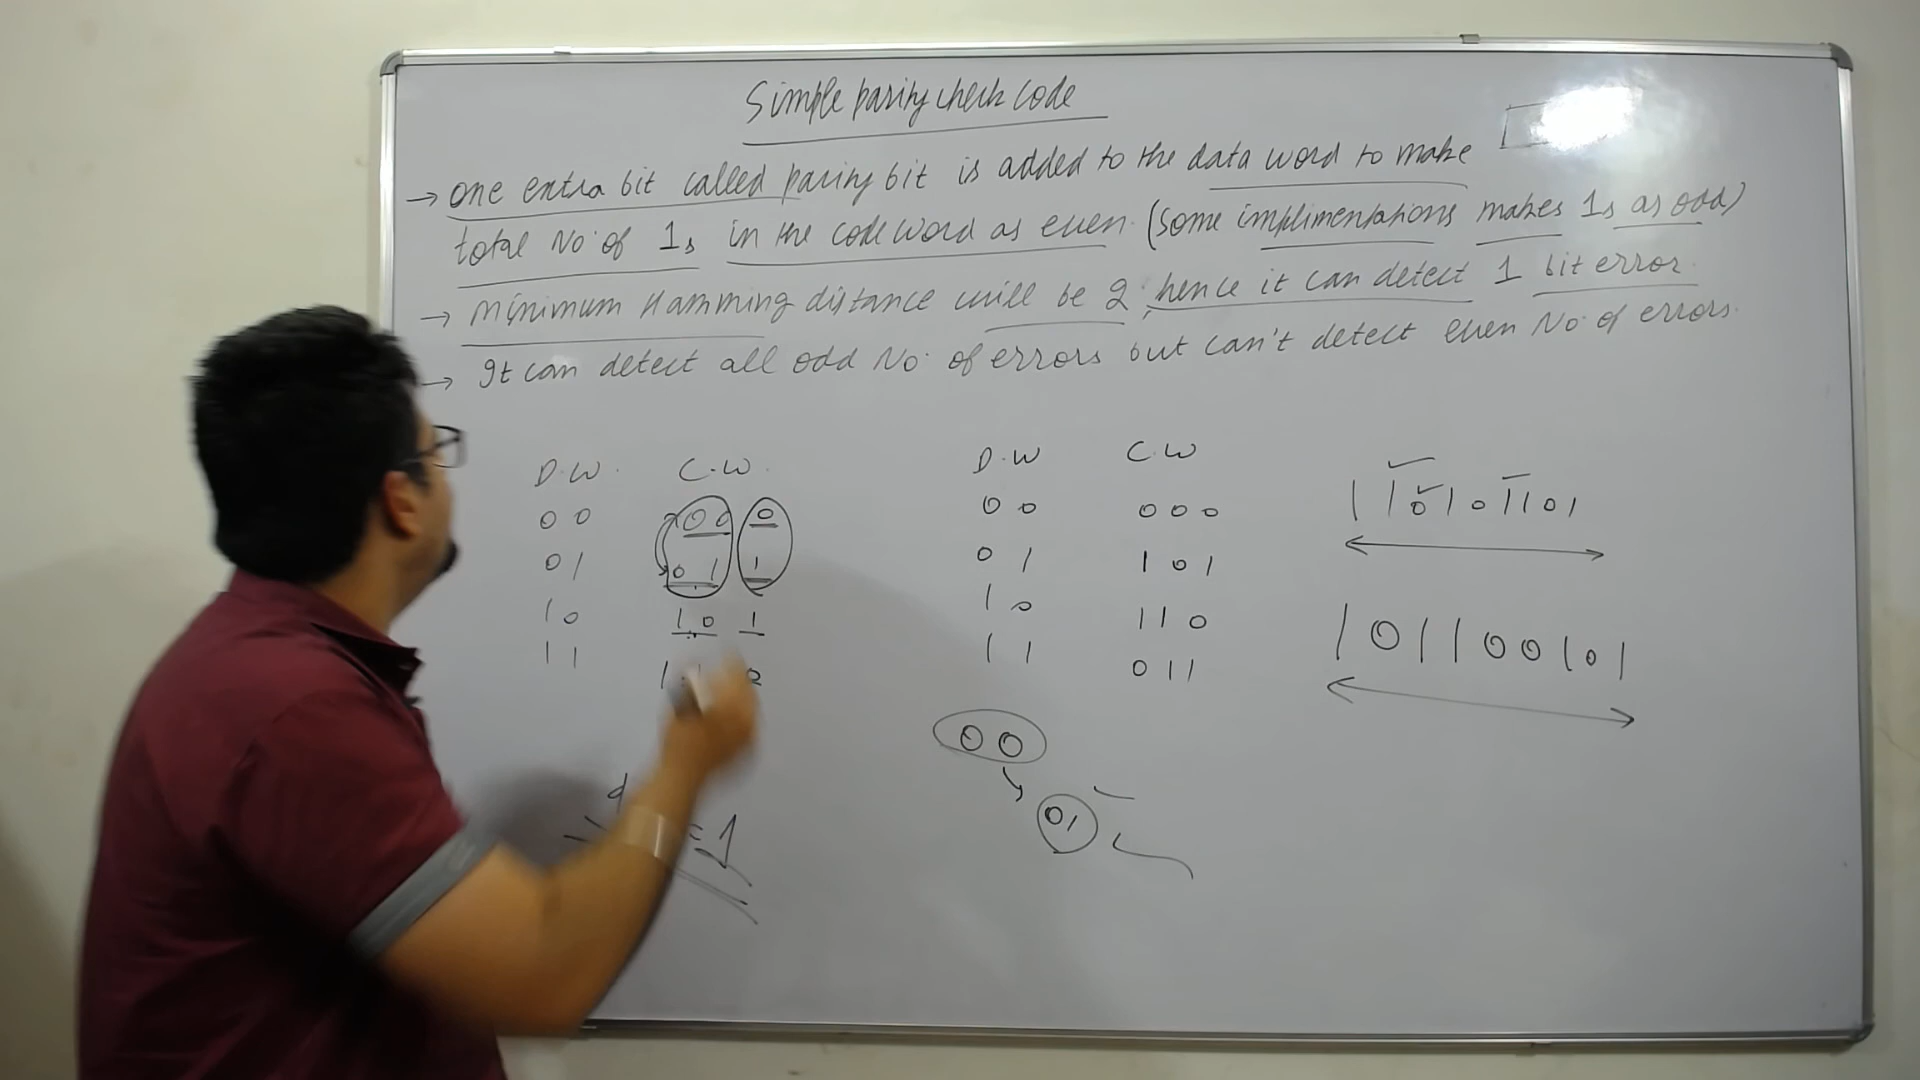 Simple parity check code
→ one extra bit called parity bit is added to the data word to make
total No. of 1s in the code word as even. (some implimentations makes 1s as odd)
→ minimum Hamming distance will be 2, hence it can detect 1 bit error.
→ It can detect all odd No. of errors but can't detect even No. of errors.
D.W. C.W.
00 00 0
01 01 1
10 10 1
11
D.W C.W
00 000
01 101
10 110
11 011
110101101
101100101
00
01
= 1